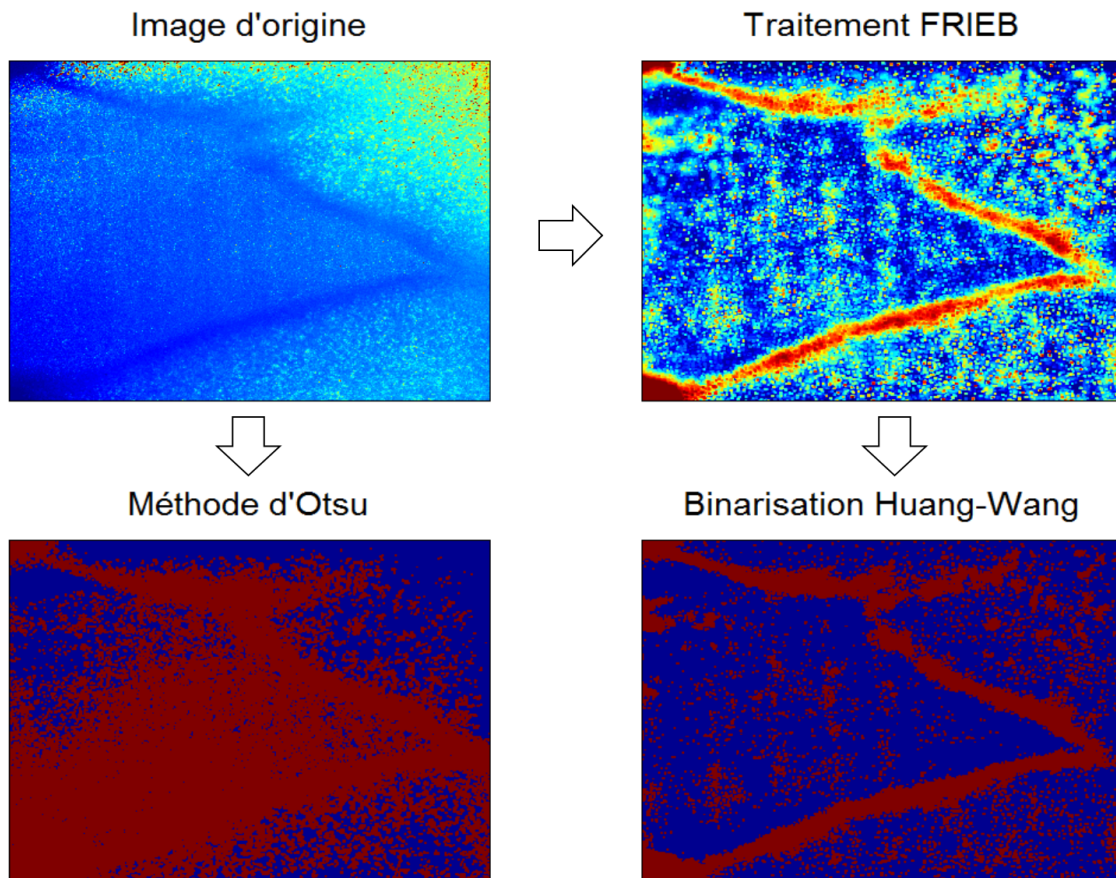 Image d'origine
Traitement FRIEB
Méthode d'Otsu
Binarisation Huang-Wang